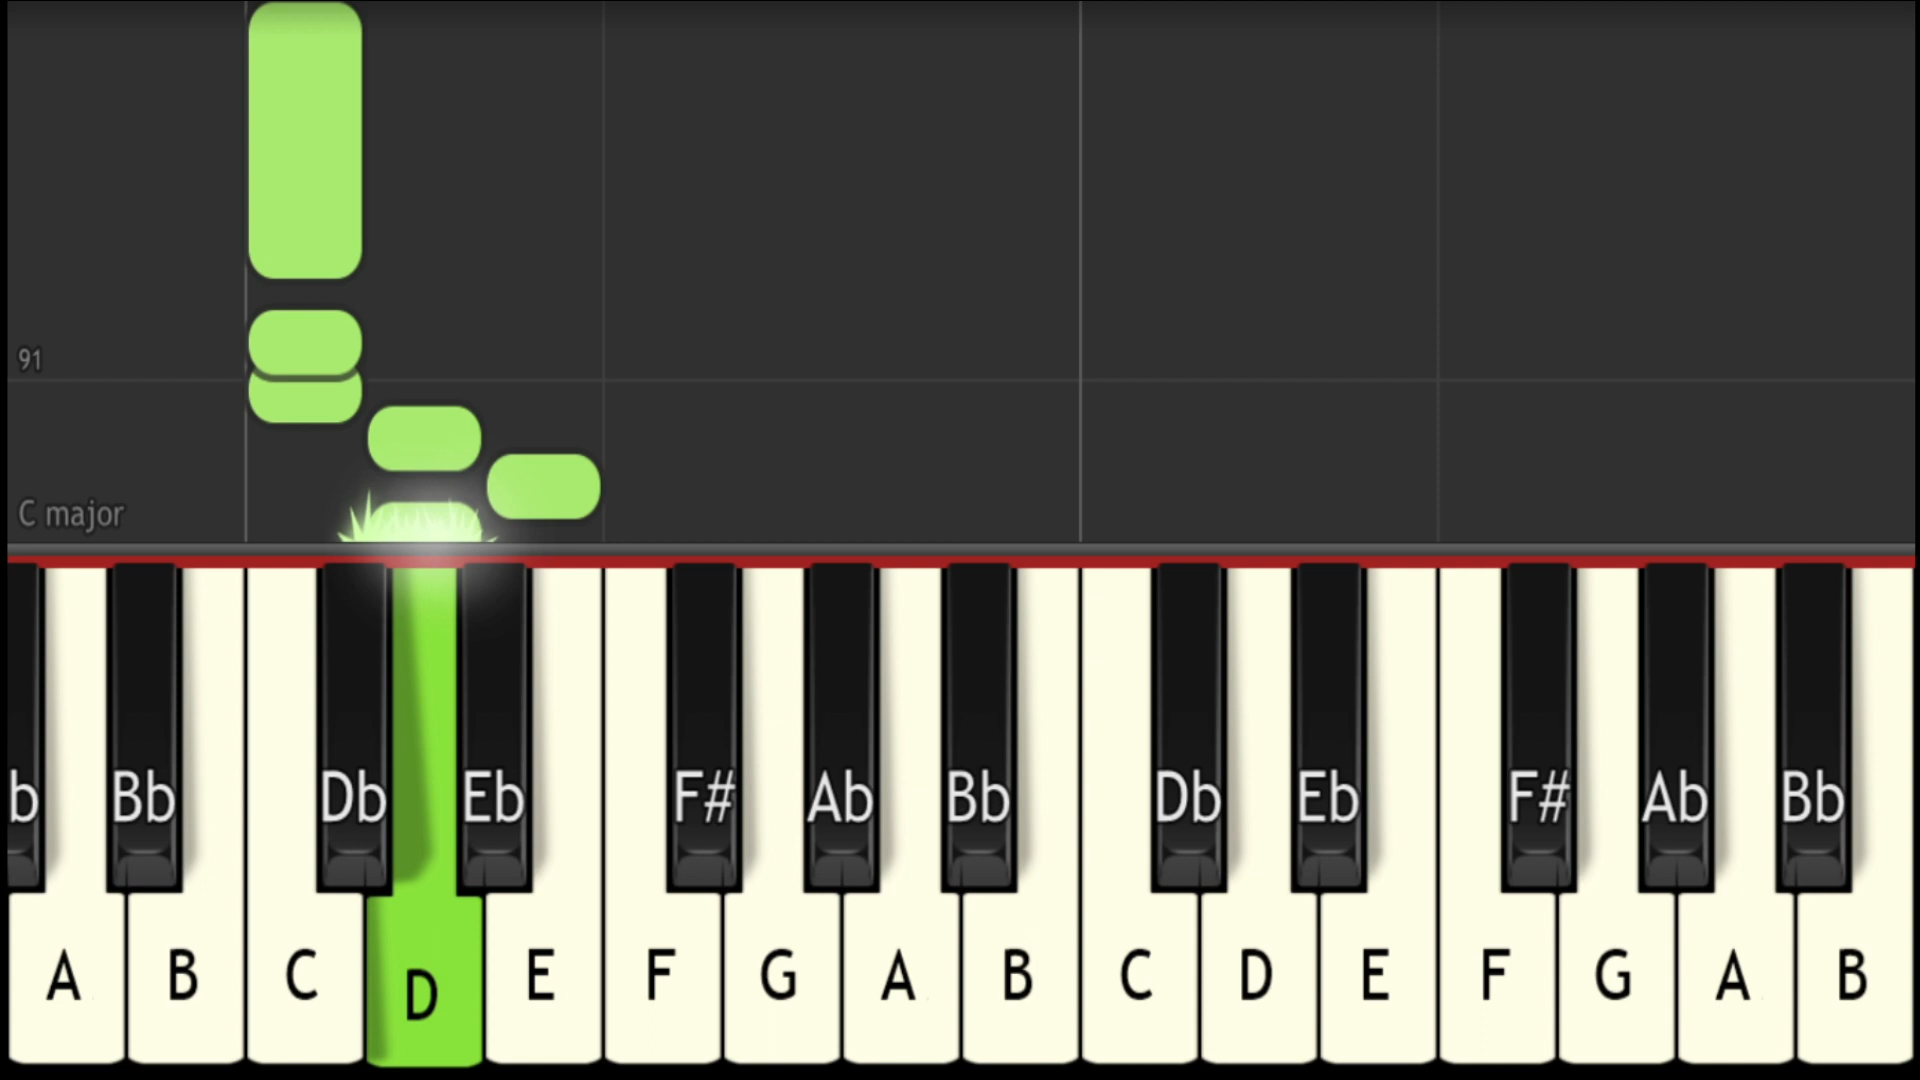 91
C major
b Bb Db Eb F# Ab Bb Db Eb F# Ab Bb
A B C D E F G A B C D E F G A B